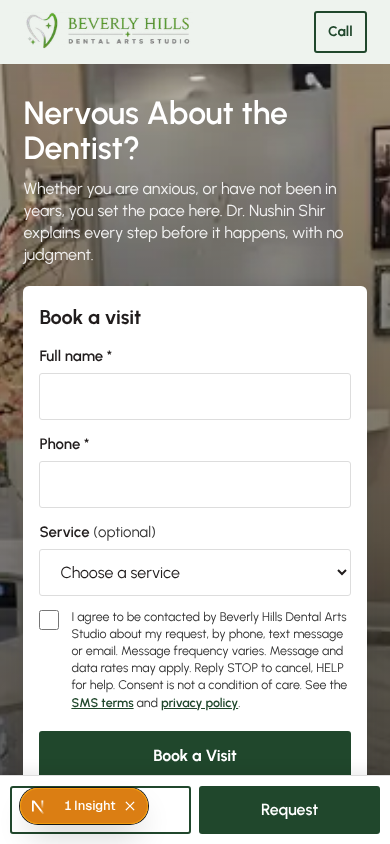 BEVERLY HILLS
DENTAL ARTS STUDIO
Call
Nervous About the
Dentist?
Whether you are anxious, or have not been in
years, you set the pace here. Dr. Nushin Shir
explains every step before it happens, with no
judgment.
Book a visit
Full name *
Phone *
Service (optional)
Choose a service
I agree to be contacted by Beverly Hills Dental Arts
Studio about my request, by phone, text message
or email. Message frequency varies. Message and
data rates may apply. Reply STOP to cancel, HELP
for help. Consent is not a condition of care. See the
SMS terms and privacy policy.
Book a Visit
N 1 Insight
Request